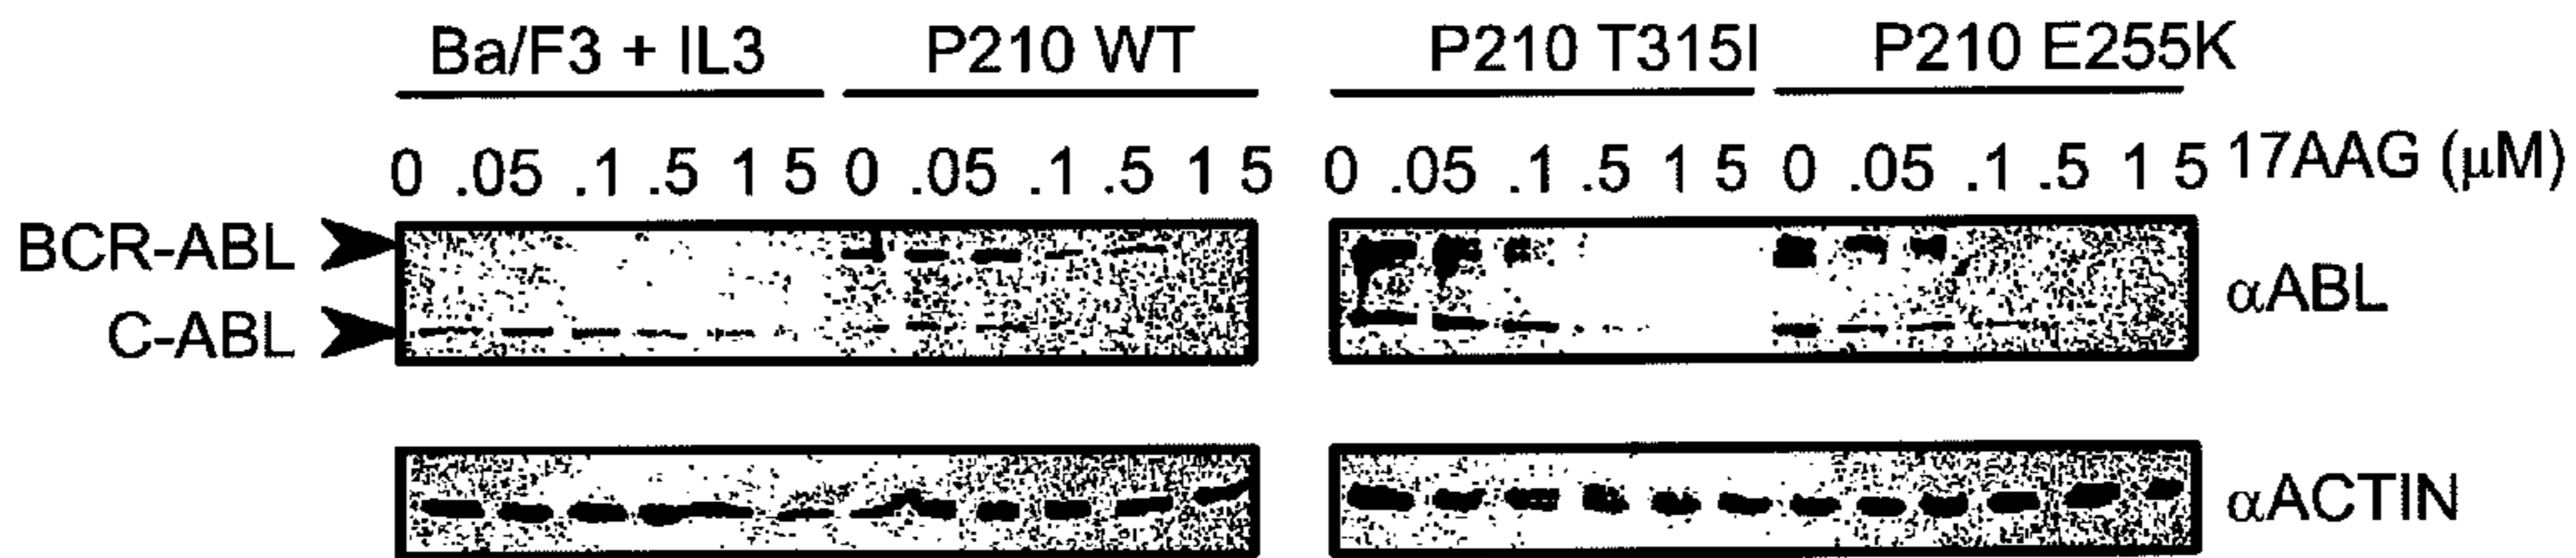 Ba/F3 + IL3 P210 WT P210 T315I P210 E255K
0 .05 .1 .5 1 5 0 .05 .1 .5 1 5 0 .05 .1 .5 1 5 0 .05 .1 .5 1 5 17AAG (μM)
BCR-ABL
αABL
C-ABL
αACTIN